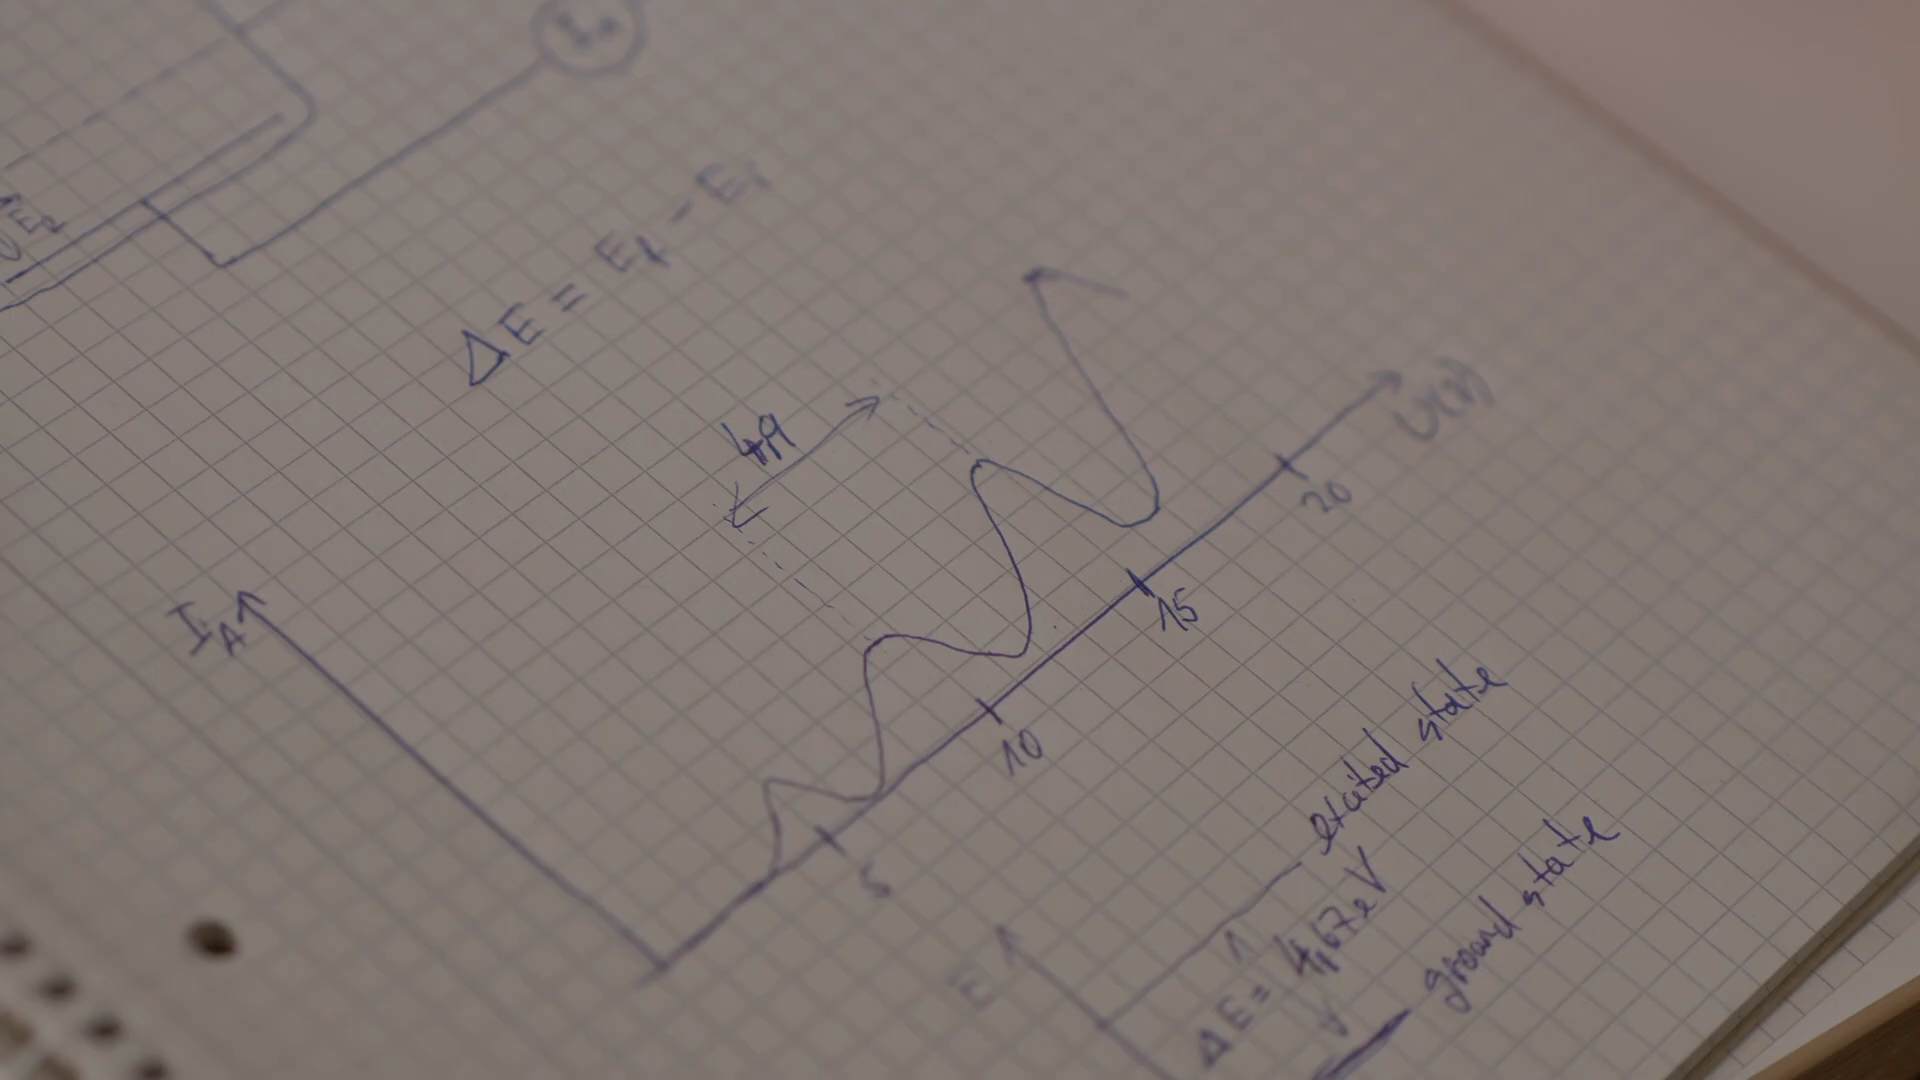 ΔE = Ef - Ei
4,9
IA
U(V)
5
10
15
20
E
excited state
ΔE = 4,67 eV
ground state